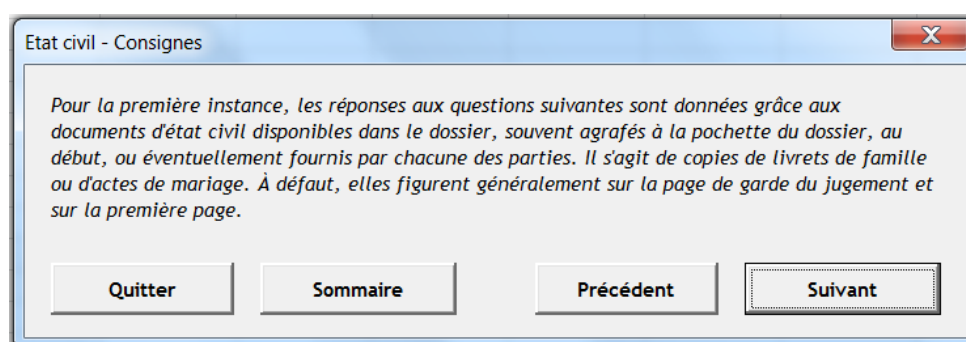 Etat civil - Consignes
Pour la première instance, les réponses aux questions suivantes sont données grâce aux
documents d'état civil disponibles dans le dossier, souvent agrafés à la pochette du dossier, au
début, ou éventuellement fournis par chacune des parties. Il s'agit de copies de livrets de famille
ou d'actes de mariage. À défaut, elles figurent généralement sur la page de garde du jugement et
sur la première page.
Quitter Sommaire Précédent Suivant